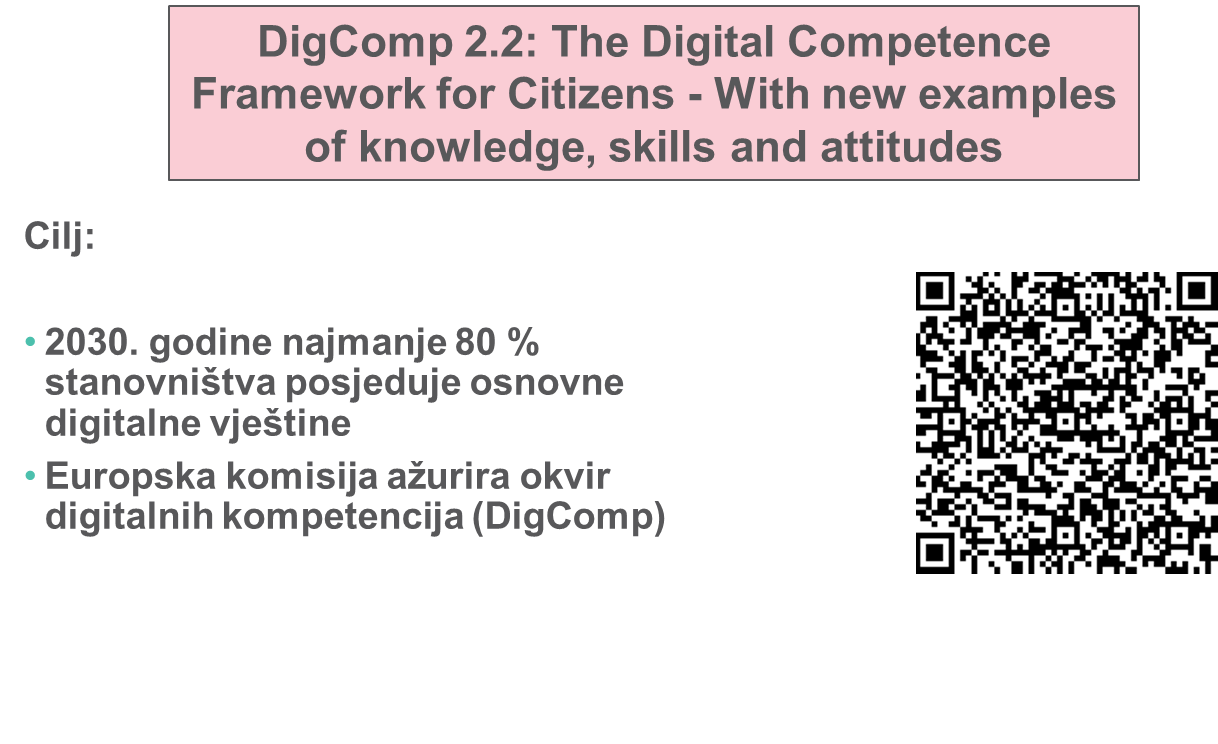 DigComp 2.2: The Digital Competence
Framework for Citizens - With new examples
of knowledge, skills and attitudes
Cilj:
• 2030. godine najmanje 80 %
stanovništva posjeduje osnovne
digitalne vještine
• Europska komisija ažurira okvir
digitalnih kompetencija (DigComp)